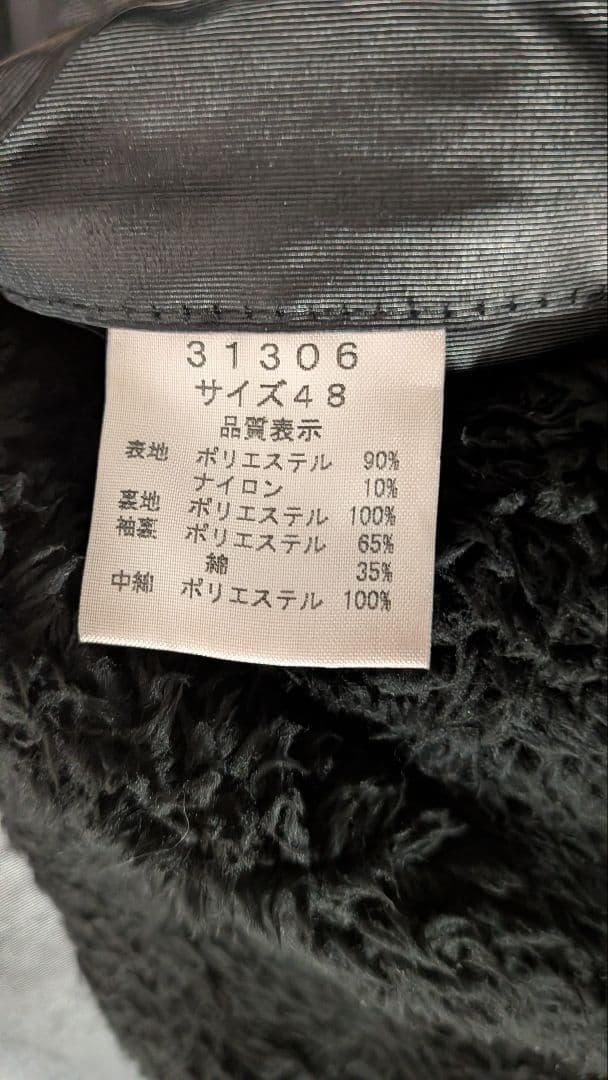 31306
サイズ48
品質表示
表地 ポリエステル 90%
ナイロン 10%
裏地 ポリエステル 100%
袖裏 ポリエステル 65%
綿 35%
中綿 ポリエステル 100%